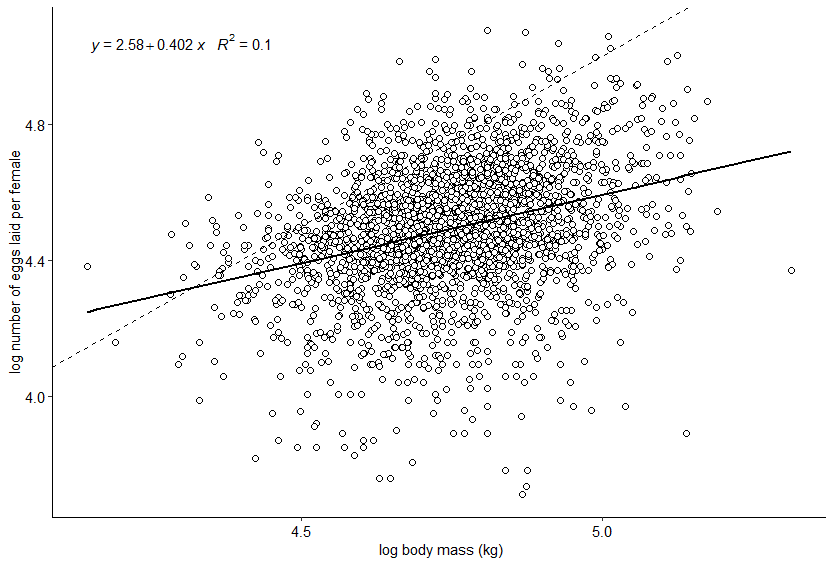 y = 2.58 + 0.402 x   R² = 0.1
4.8
4.4
4.0
log number of eggs laid per female
4.5
5.0
log body mass (kg)